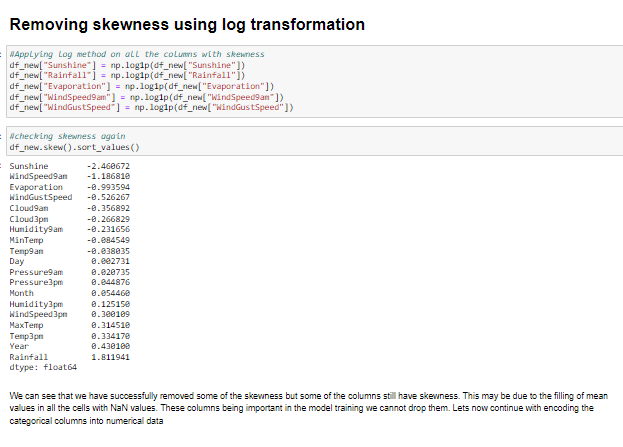 Removing skewness using log transformation
#Applying Log method on all the columns with skewness
df_new["Sunshine"] = np.log1p(df_new["Sunshine"])
df_new["Rainfall"] = np.log1p(df_new["Rainfall"])
df_new["Evaporation"] = np.log1p(df_new["Evaporation"])
df_new["WindSpeed9am"] = np.log1p(df_new["WindSpeed9am"])
df_new["WindGustSpeed"] = np.log1p(df_new["WindGustSpeed"])
#checking skewness again
df_new.skew().sort_values()
Sunshine -2.460672
WindSpeed9am -1.186810
Evaporation -0.993594
WindGustSpeed -0.526267
Cloud9am -0.356892
Cloud3pm -0.266829
Humidity9am -0.231656
MinTemp -0.084549
Temp9am -0.038035
Day 0.002731
Pressure9am 0.020735
Pressure3pm 0.044876
Month 0.054460
Humidity3pm 0.125150
WindSpeed3pm 0.300109
MaxTemp 0.314510
Temp3pm 0.334170
Year 0.430100
Rainfall 1.811941
dtype: float64
We can see that we have successfully removed some of the skewness but some of the columns still have skewness. This may be due to the filling of mean
values in all the cells with NaN values. These columns being important in the model training we cannot drop them. Lets now continue with encoding the
categorical columns into numerical data